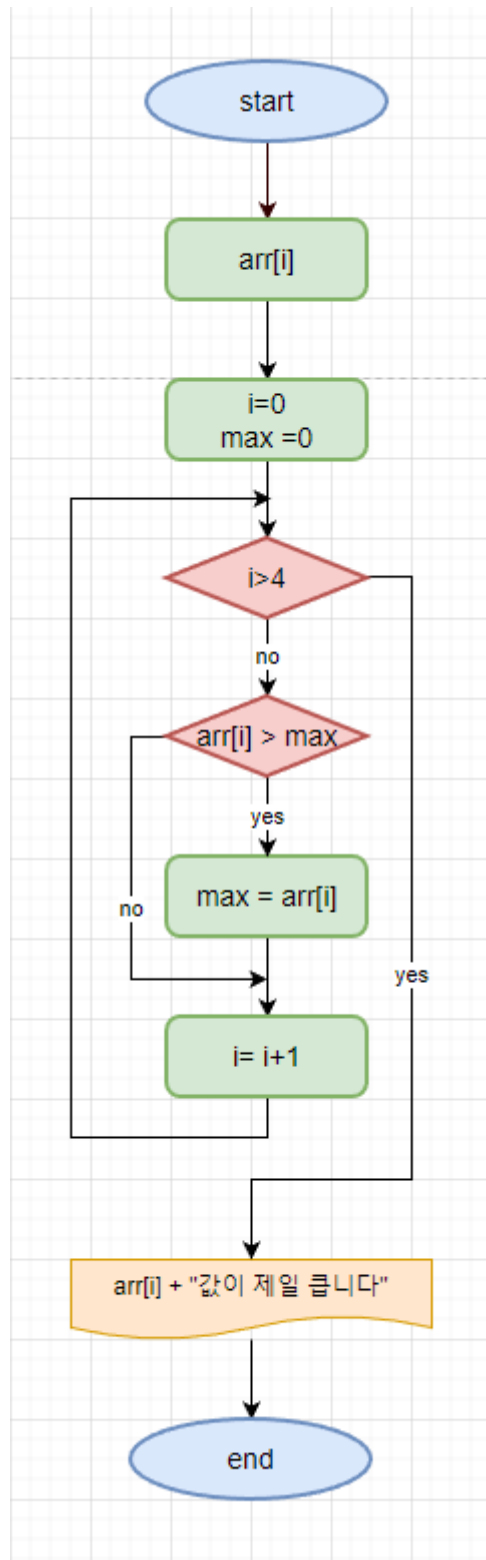 start
arr[i]
i=0
max =0
i>4
no
arr[i] > max
yes
max = arr[i]
no
yes
i= i+1
arr[i] + "값이 제일 큽니다"
end